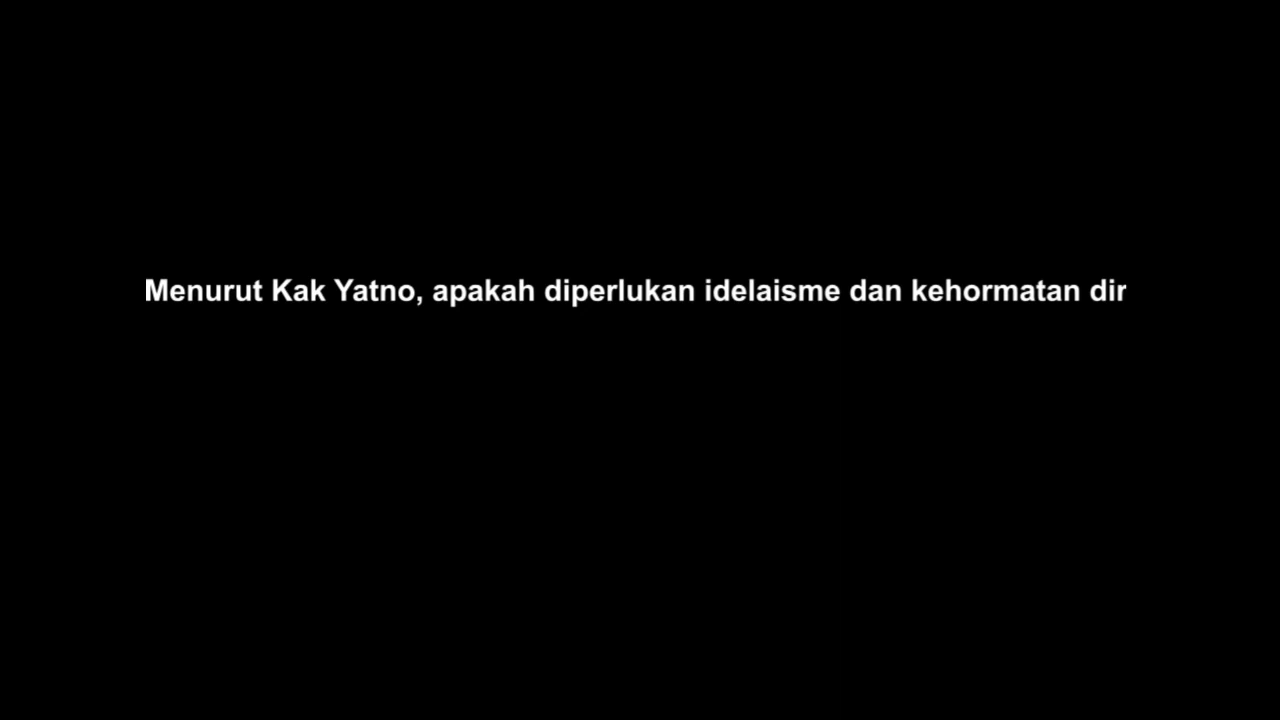 Menurut Kak Yatno, apakah diperlukan idelaisme dan kehormatan dir